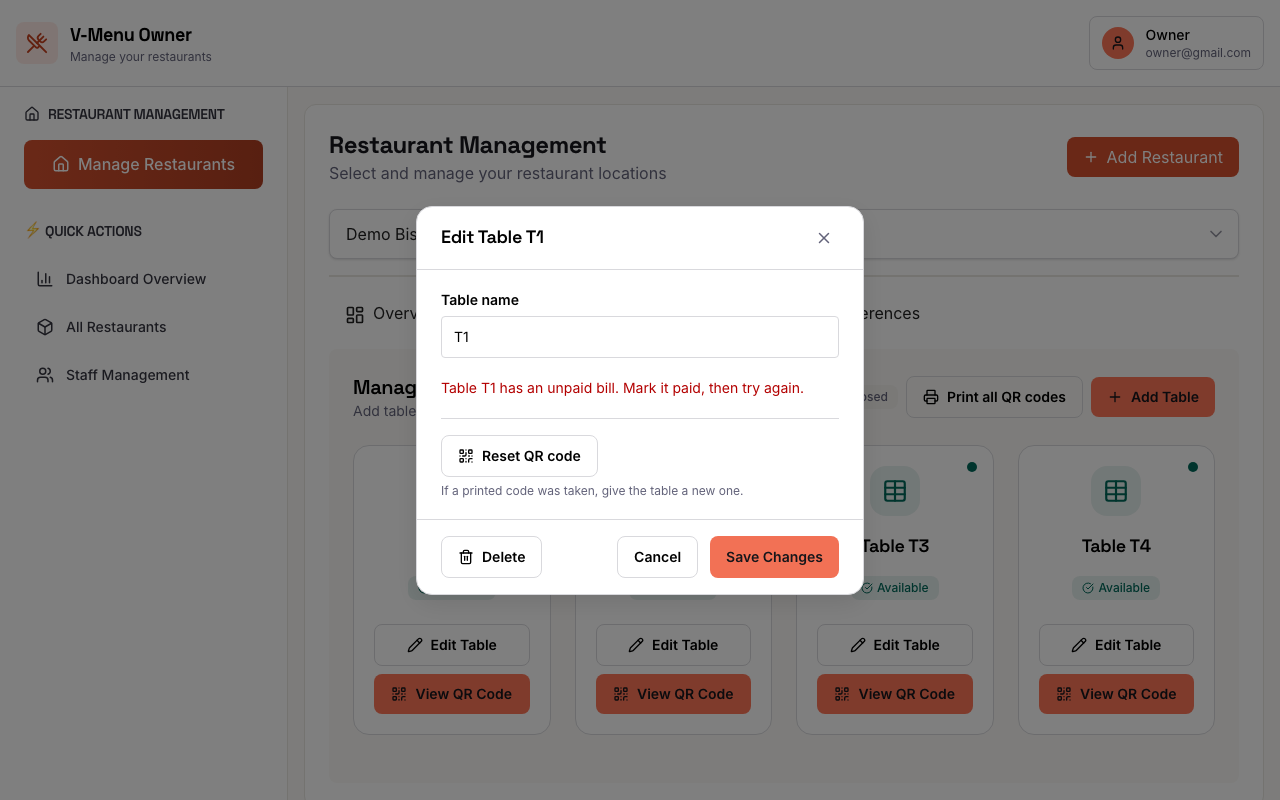 V-Menu Owner
Manage your restaurants
Owner
owner@gmail.com
RESTAURANT MANAGEMENT
Manage Restaurants
QUICK ACTIONS
Dashboard Overview
All Restaurants
Staff Management
Restaurant Management
Select and manage your restaurant locations
Add Restaurant
Demo Bis
Edit Table T1
Table name
T1
Table T1 has an unpaid bill. Mark it paid, then try again.
Reset QR code
If a printed code was taken, give the table a new one.
Delete
Cancel
Save Changes
Print all QR codes
Add Table
Add table
Table T3
Available
Table T4
Available
Edit Table
View QR Code
Edit Table
View QR Code
Edit Table
View QR Code
Edit Table
View QR Code